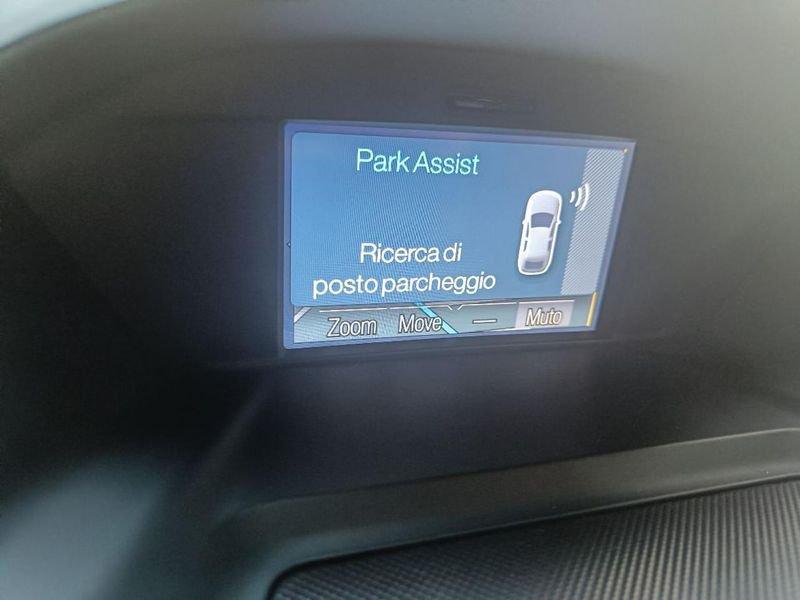 Park Assist
Ricerca di
posto parcheggio
Zoom Move — Muto